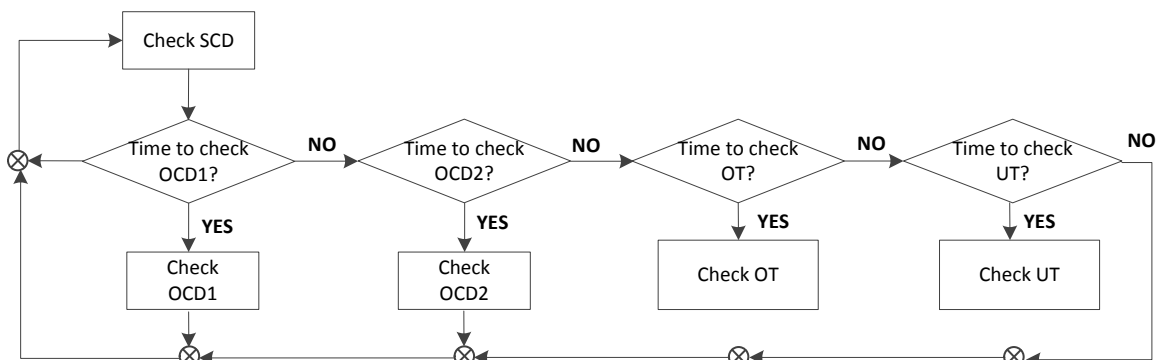 Check SCD
Time to check
OCD1?
NO
Time to check
OCD2?
NO
Time to check
OT?
NO
Time to check
UT?
NO
YES
YES
YES
YES
Check
OCD1
Check
OCD2
Check OT
Check UT